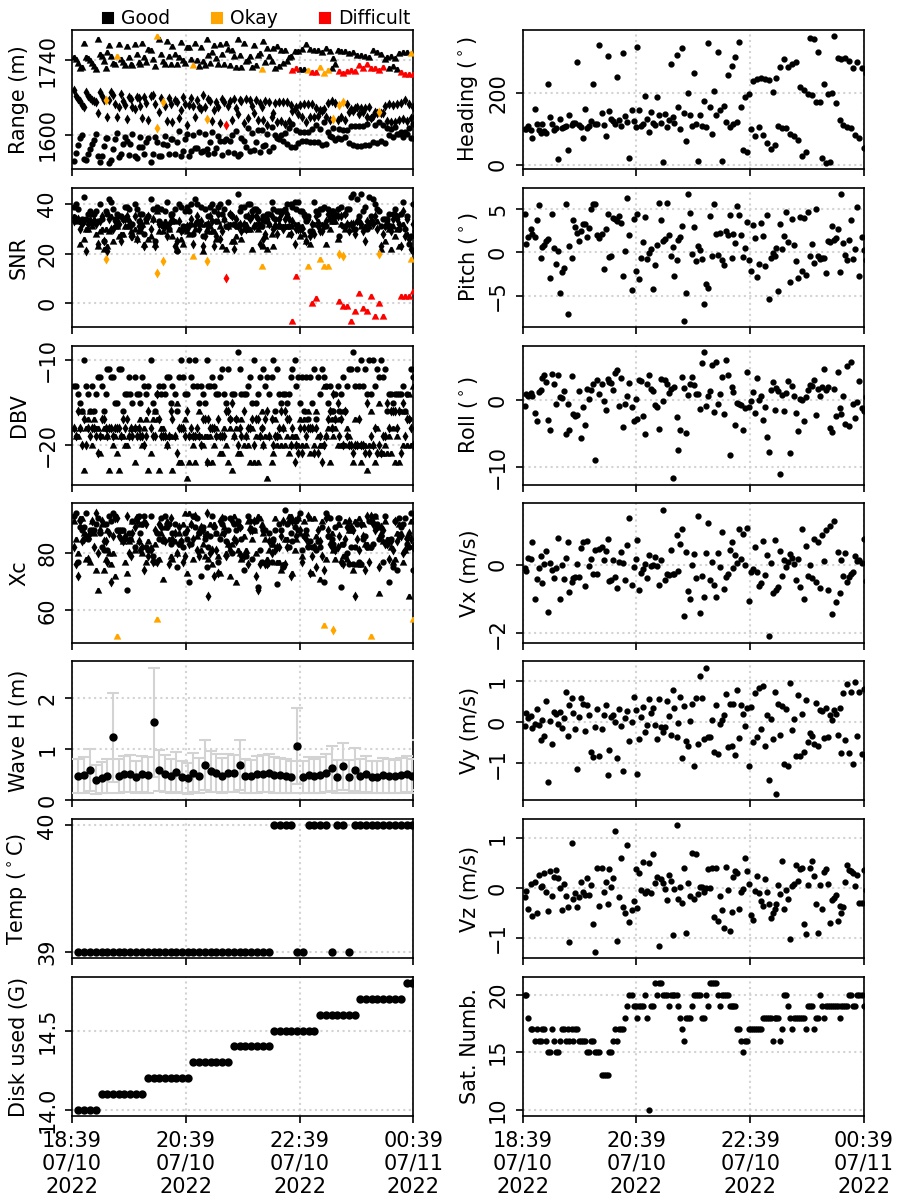 Good Okay Difficult
Range (m)
1740
1600
Heading (°)
200
0
SNR
40
20
0
Pitch (°)
5
0
−5
DBV
−10
−20
Roll (°)
0
−10
Xc
80
60
Vx (m/s)
0
−2
Wave H (m)
2
1
0
Vy (m/s)
1
0
−1
Temp (°C)
40
39
Vz (m/s)
1
0
−1
Disk used (G)
14.5
14.0
Sat. Numb.
20
15
10
18:39 20:39 22:39 00:39 18:39 20:39 22:39 00:39
07/10 07/10 07/10 07/11 07/10 07/10 07/10 07/11
2022 2022 2022 2022 2022 2022 2022 2022